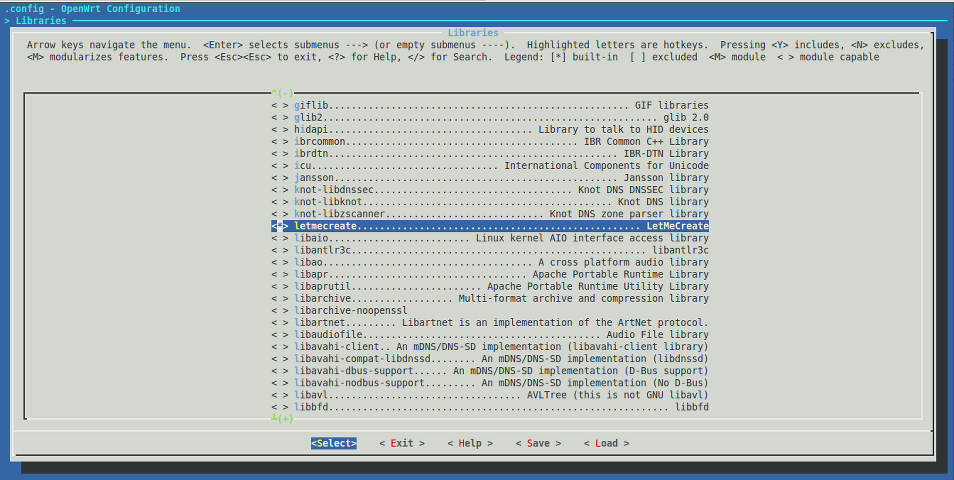 .config - OpenWrt Configuration
> Libraries
Libraries
Arrow keys navigate the menu.  <Enter> selects submenus ---> (or empty submenus ----).  Highlighted letters are hotkeys.  Pressing <Y> includes, <N> excludes,
<M> modularizes features.  Press <Esc><Esc> to exit, <?> for Help, </> for Search.  Legend: [*] built-in  [ ] excluded  <M> module  < > module capable
^(-)
< > giflib..................................................... GIF libraries
< > glib2........................................................... glib 2.0
< > hidapi.................................... Library to talk to HID devices
< > ibrcommon......................................... IBR Common C++ Library
< > ibrdtn.................................................... IBR-DTN Library
< > icu................................. International Components for Unicode
< > jansson................................................... Jansson library
< > knot-libdnssec................................... Knot DNS DNSSEC library
< > knot-libknot............................................ Knot DNS library
< > knot-libzscanner............................ Knot DNS zone parser library
<*> letmecreate.................................................. LetMeCreate
< > libaio......................... Linux kernel AIO interface access library
< > libantlr3c.................................................... libantlr3c
< > libao..................................... A cross platform audio library
< > libapr................................... Apache Portable Runtime Library
< > libaprutil....................... Apache Portable Runtime Utility Library
< > libarchive.................. Multi-format archive and compression library
< > libarchive-noopenssl
< > libartnet......... Libartnet is an implementation of the ArtNet protocol.
< > libaudiofile.......................................... Audio File library
< > libavahi-client.. An mDNS/DNS-SD implementation (libavahi-client library)
< > libavahi-compat-libdnssd........ An mDNS/DNS-SD implementation (libdnssd)
< > libavahi-dbus-support...... An mDNS/DNS-SD implementation (D-Bus support)
< > libavahi-nodbus-support......... An mDNS/DNS-SD implementation (No D-Bus)
< > libavl................................... AVLTree (this is not GNU libavl)
< > libbfd............................................................ libbfd
┴(+)
<Select>    < Exit >    < Help >    < Save >    < Load >